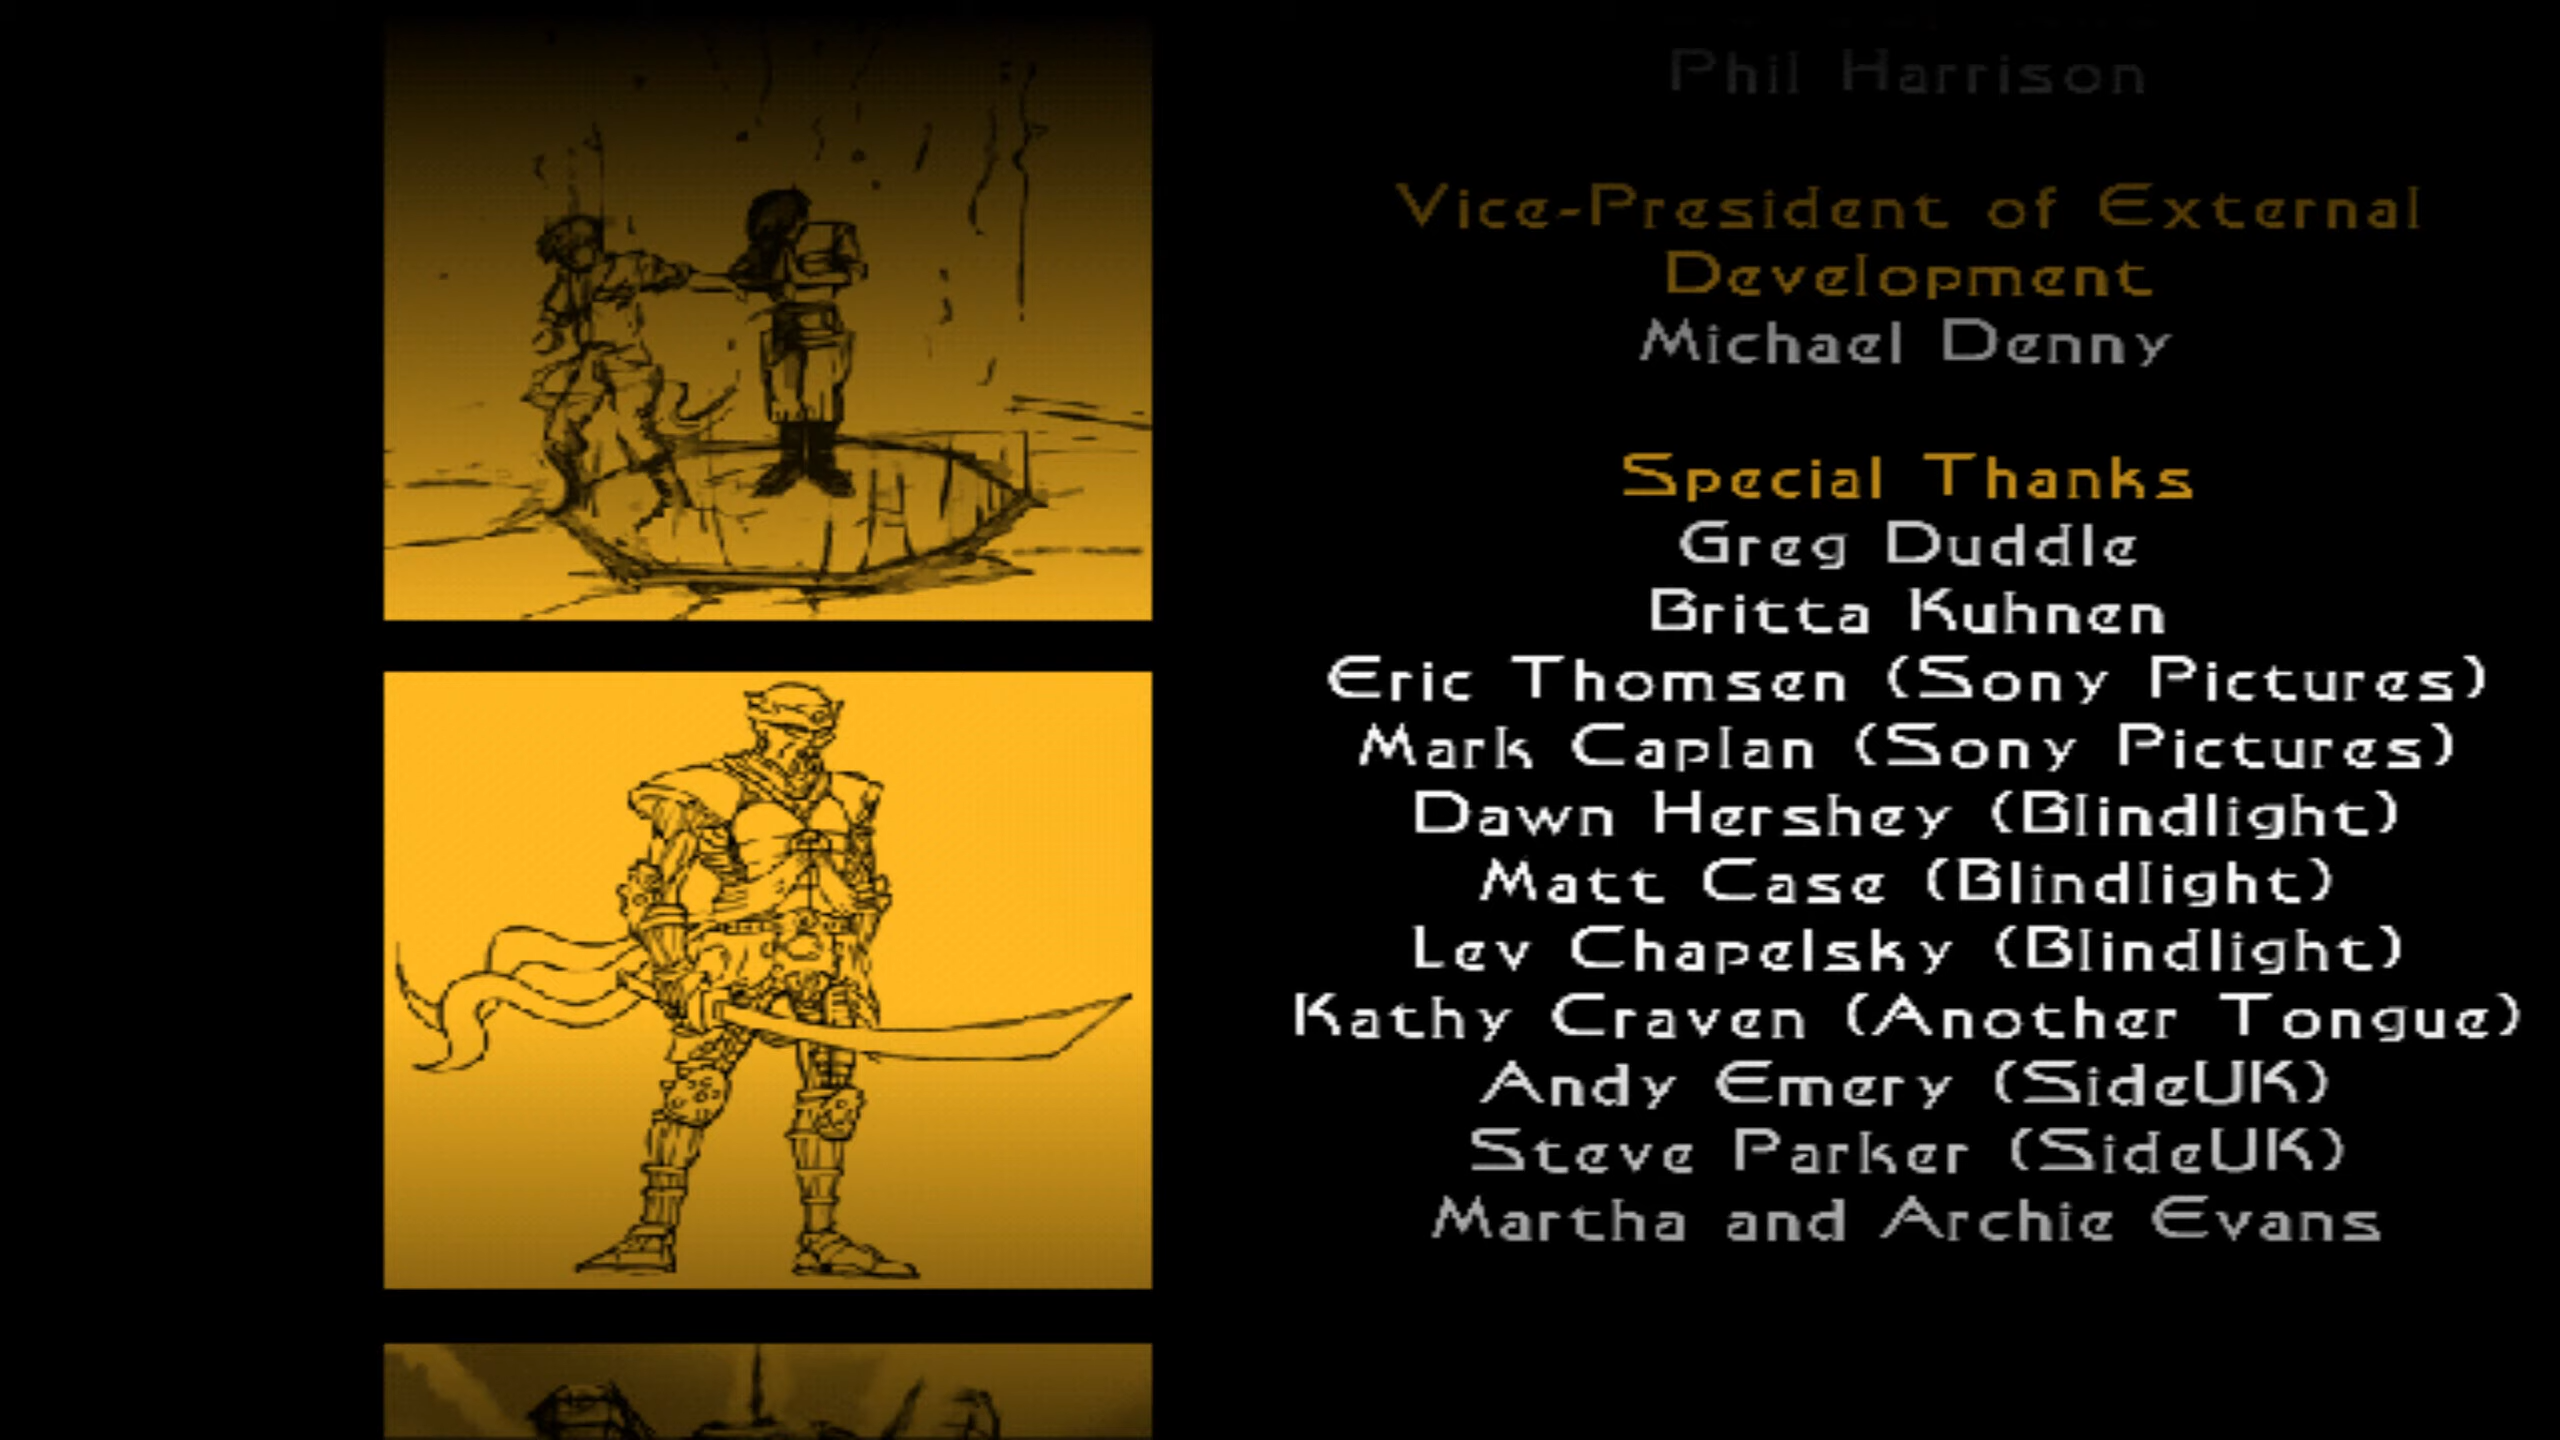 Phil Harrison
Vice-President of External
Development
Michael Denny
Special Thanks
Greg Duddle
Britta Kuhnen
Eric Thomsen (Sony Pictures)
Mark Caplan (Sony Pictures)
Dawn Hershey (Blindlight)
Matt Case (Blindlight)
Lev Chapelsky (Blindlight)
Kathy Craven (Another Tongue)
Andy Emery (SideUK)
Steve Parker (SideUK)
Martha and Archie Evans